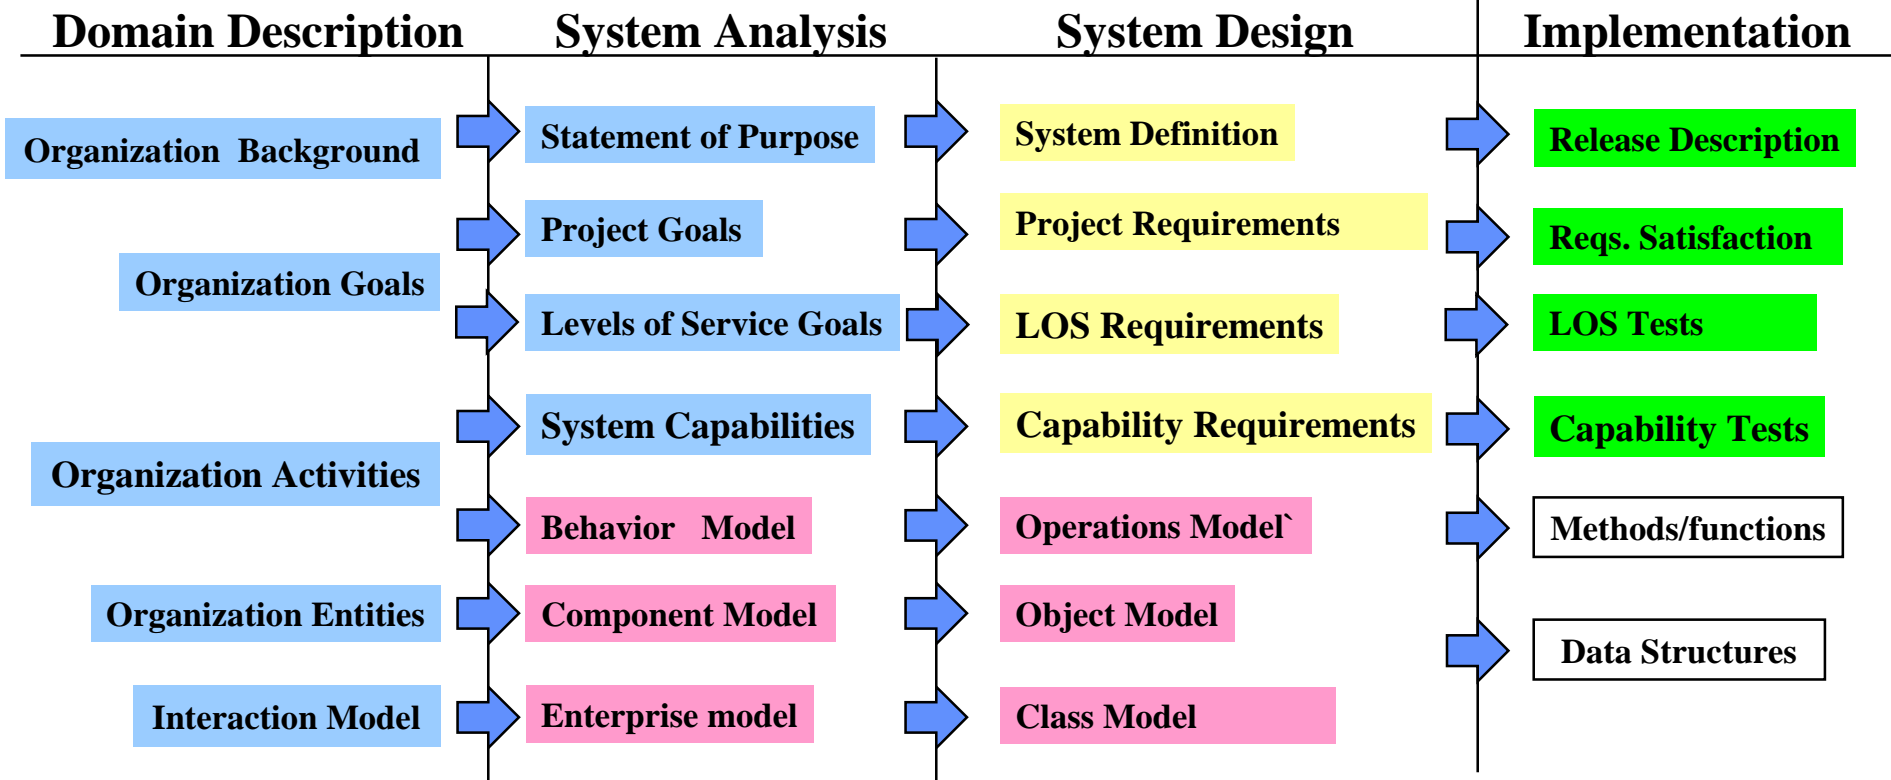 Domain Description
System Analysis
System Design
Implementation
Organization Background
Statement of Purpose
System Definition
Release Description
Project Goals
Project Requirements
Reqs. Satisfaction
Organization Goals
Levels of Service Goals
LOS Requirements
LOS Tests
System Capabilities
Capability Requirements
Capability Tests
Organization Activities
Behavior Model
Operations Model`
Methods/functions
Organization Entities
Component Model
Object Model
Data Structures
Interaction Model
Enterprise model
Class Model